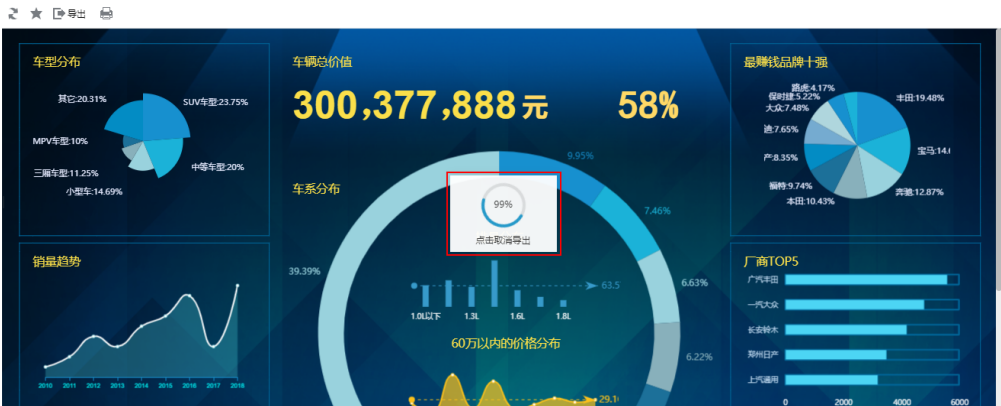 导出
车型分布
其它:20.31%
SUV车型:23.75%
MPV车型:10%
中等车型:20%
三厢车型:11.25%
小型车:14.69%
销量趋势
2010 2011 2012 2013 2014 2015 2016 2017 2018
车辆总价值
300,377,888元 58%
车系分布
9.95%
7.46%
6.63%
6.22%
39.39%
99%
点击取消导出
63.5
1.0L以下 1.3L 1.6L 1.8L
60万以内的价格分布
29.1
最赚钱品牌十强
路虎:4.17%
保时捷:5.22%
大众:7.48%
迪:7.65%
产:8.35%
福特:9.74%
本田:10.43%
丰田:19.48%
宝马:14.
奔驰:12.87%
厂商TOP5
广汽丰田
一汽大众
长安铃木
郑州日产
上汽通用
0 2000 4000 6000